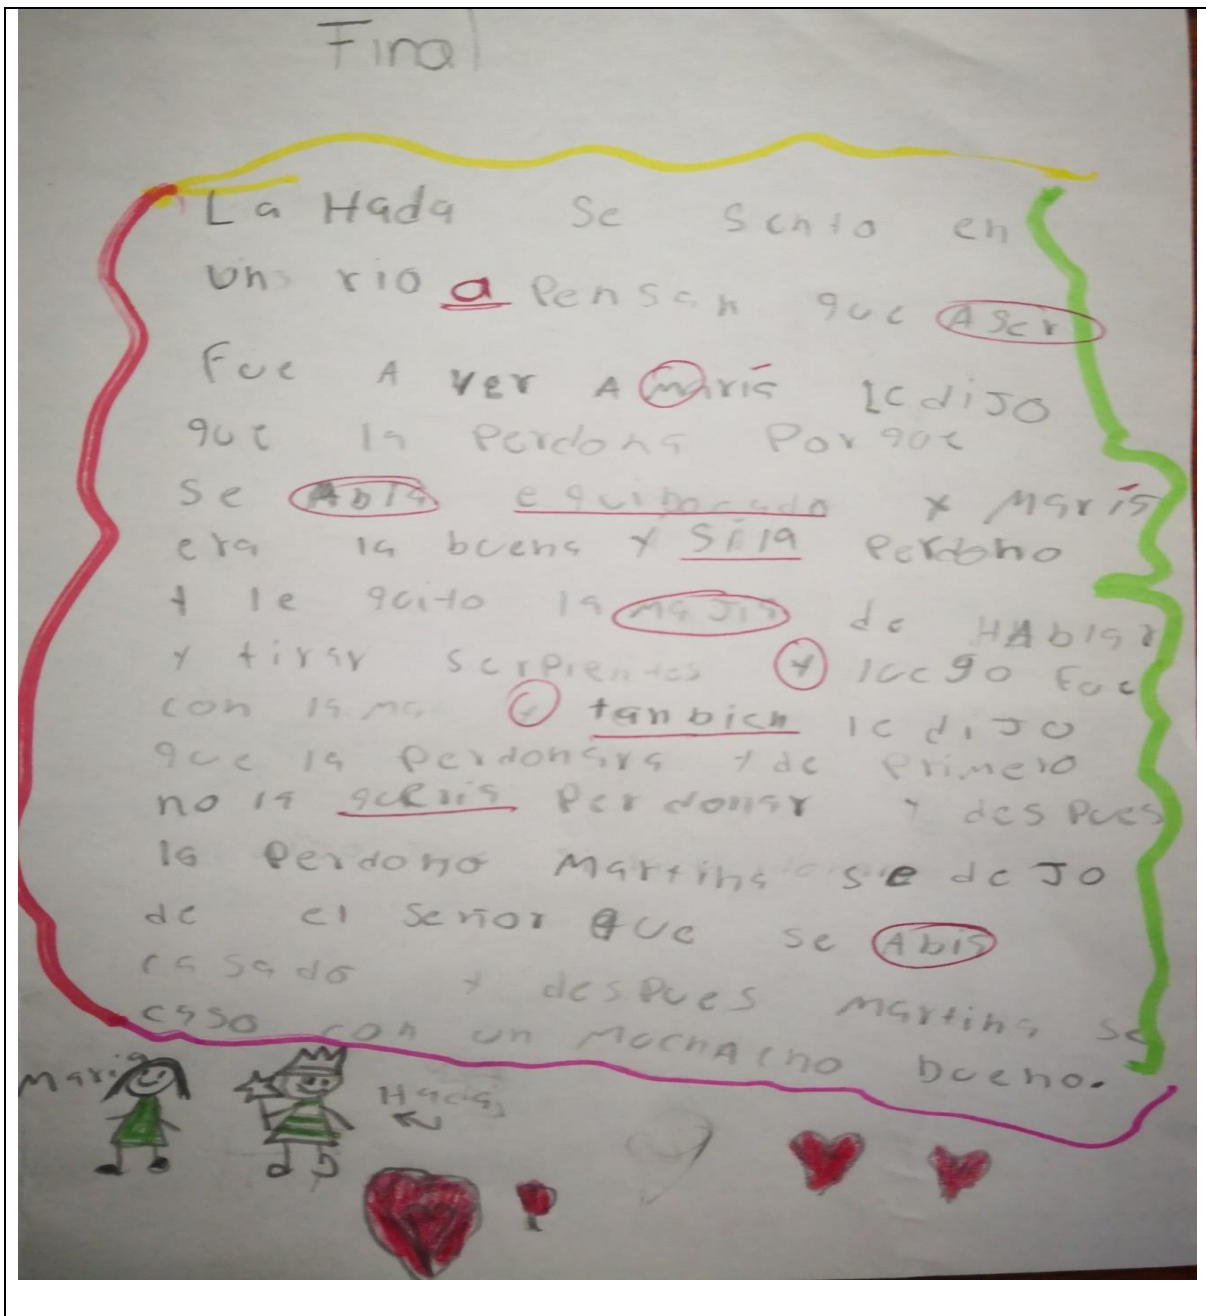 Final
La Hada se sento en
un rio a Pensar que Aser
Fue A ver A maría le diJo
que la Perdona Porque
se Abia equibocado y María
era la buena y Si la Perdono
y le quito la maJia de HAblar
y tirar serpientes y luego Fue
con la ma y tanbien le diJo
que la Perdonara y de Primero
no la queria Perdonar y despues
la Perdono Martina se deJo
de el señor que se Abia
casado y despues Martina se
caso con un MuchAcho bueno.
Maria
Hada